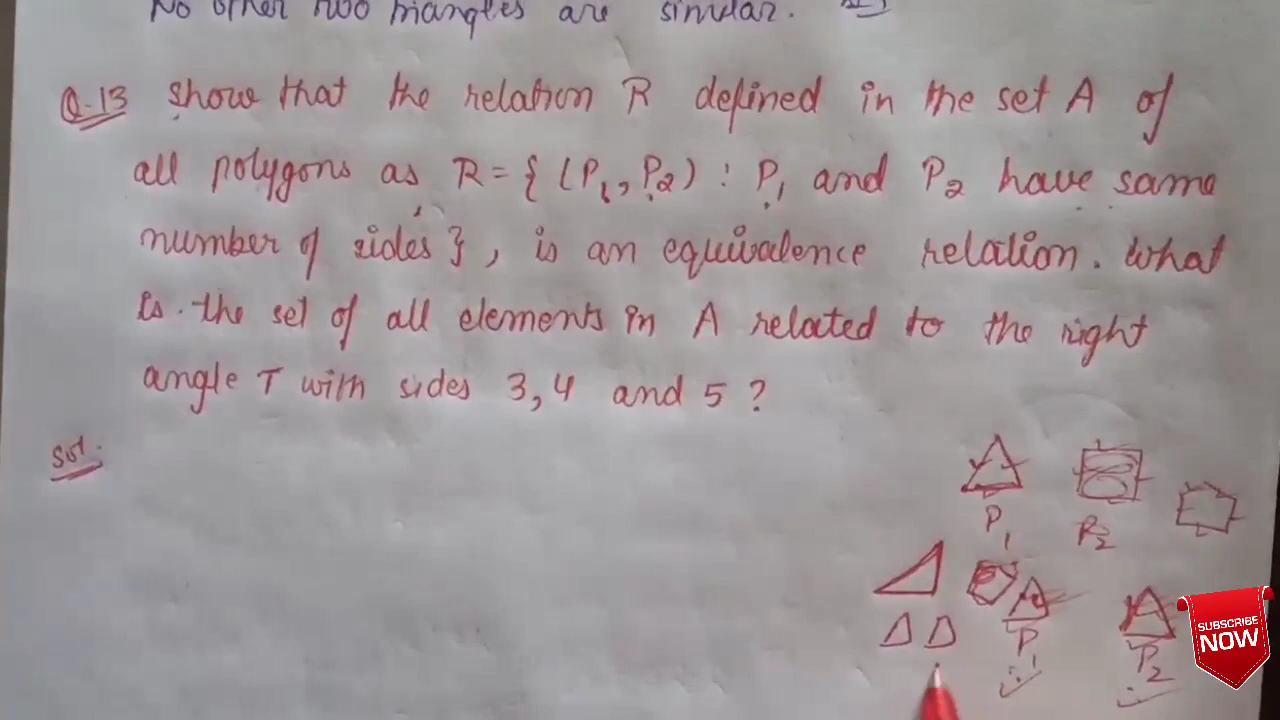 No other two triangles are similar.
Q-13 Show that the relation R defined in the set A of
all polygons as R = { (P1, P2) : P1 and P2 have same
number of sides }, is an equivalence relation. What
is the set of all elements in A related to the right
angle T with sides 3, 4 and 5 ?
Sol.
P1 P2
P1 P2
SUBSCRIBE
NOW